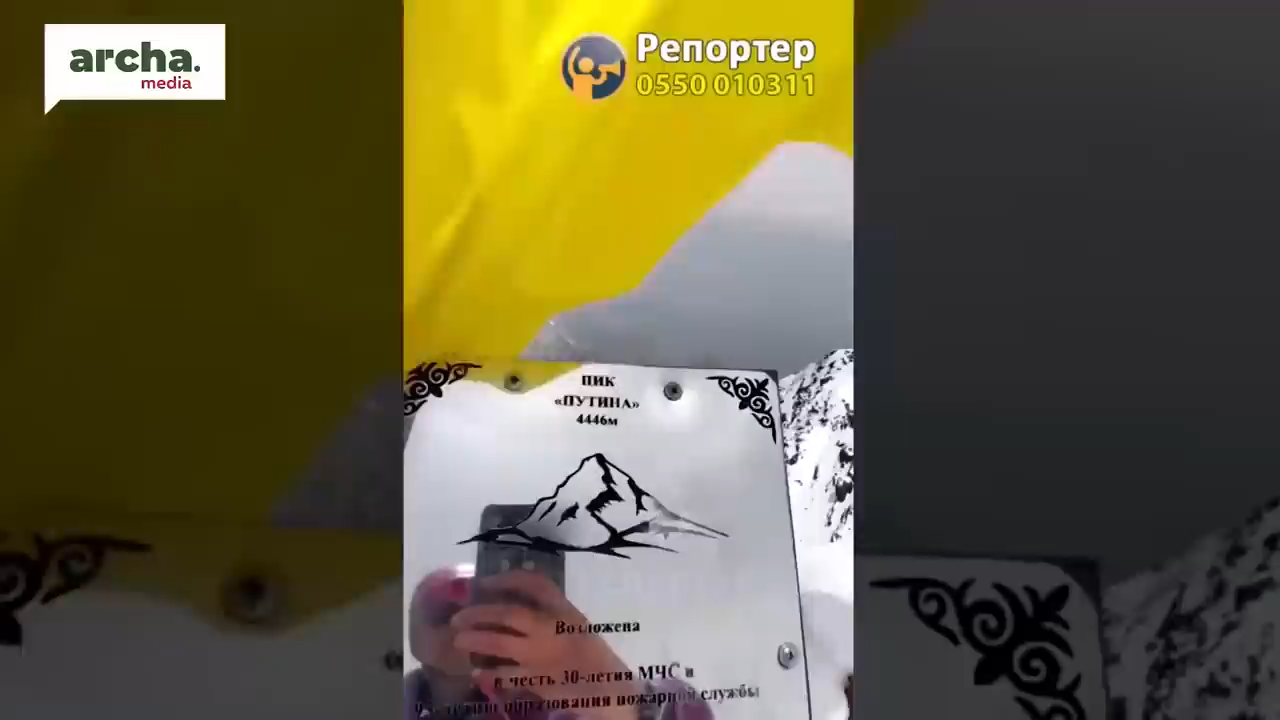 archa.
media
Репортер
0550 010311
ПИК
«ПУТИНА»
4446м
Возложена
в честь 30-летия МЧС и
образования пожарной службы